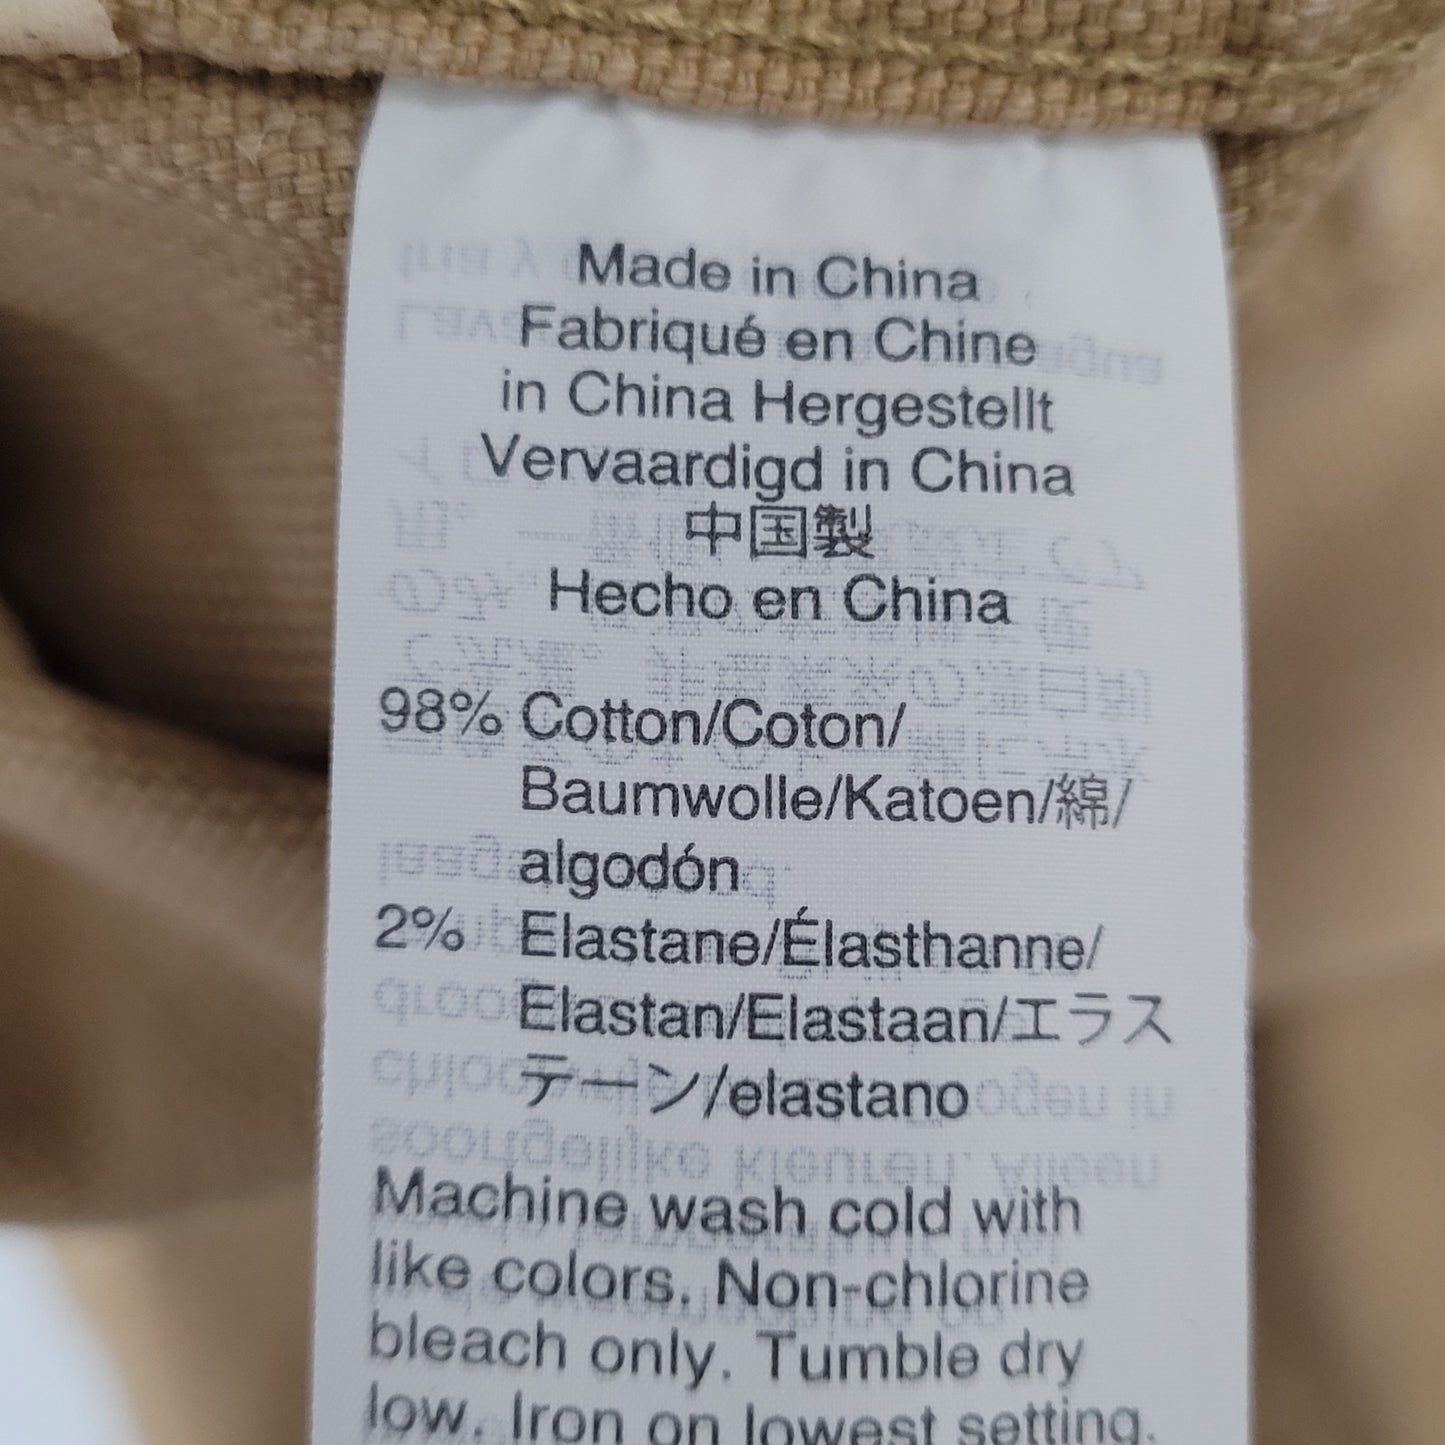 Made in China
Fabriqué en Chine
in China Hergestellt
Vervaardigd in China
中国製
Hecho en China
98% Cotton/Coton/
Baumwolle/Katoen/綿/
algodón
2% Elastane/Élasthanne/
Elastan/Elastaan/エラス
テーン/elastano
Machine wash cold with
like colors. Non-chlorine
bleach only. Tumble dry
low. Iron on lowest setting.